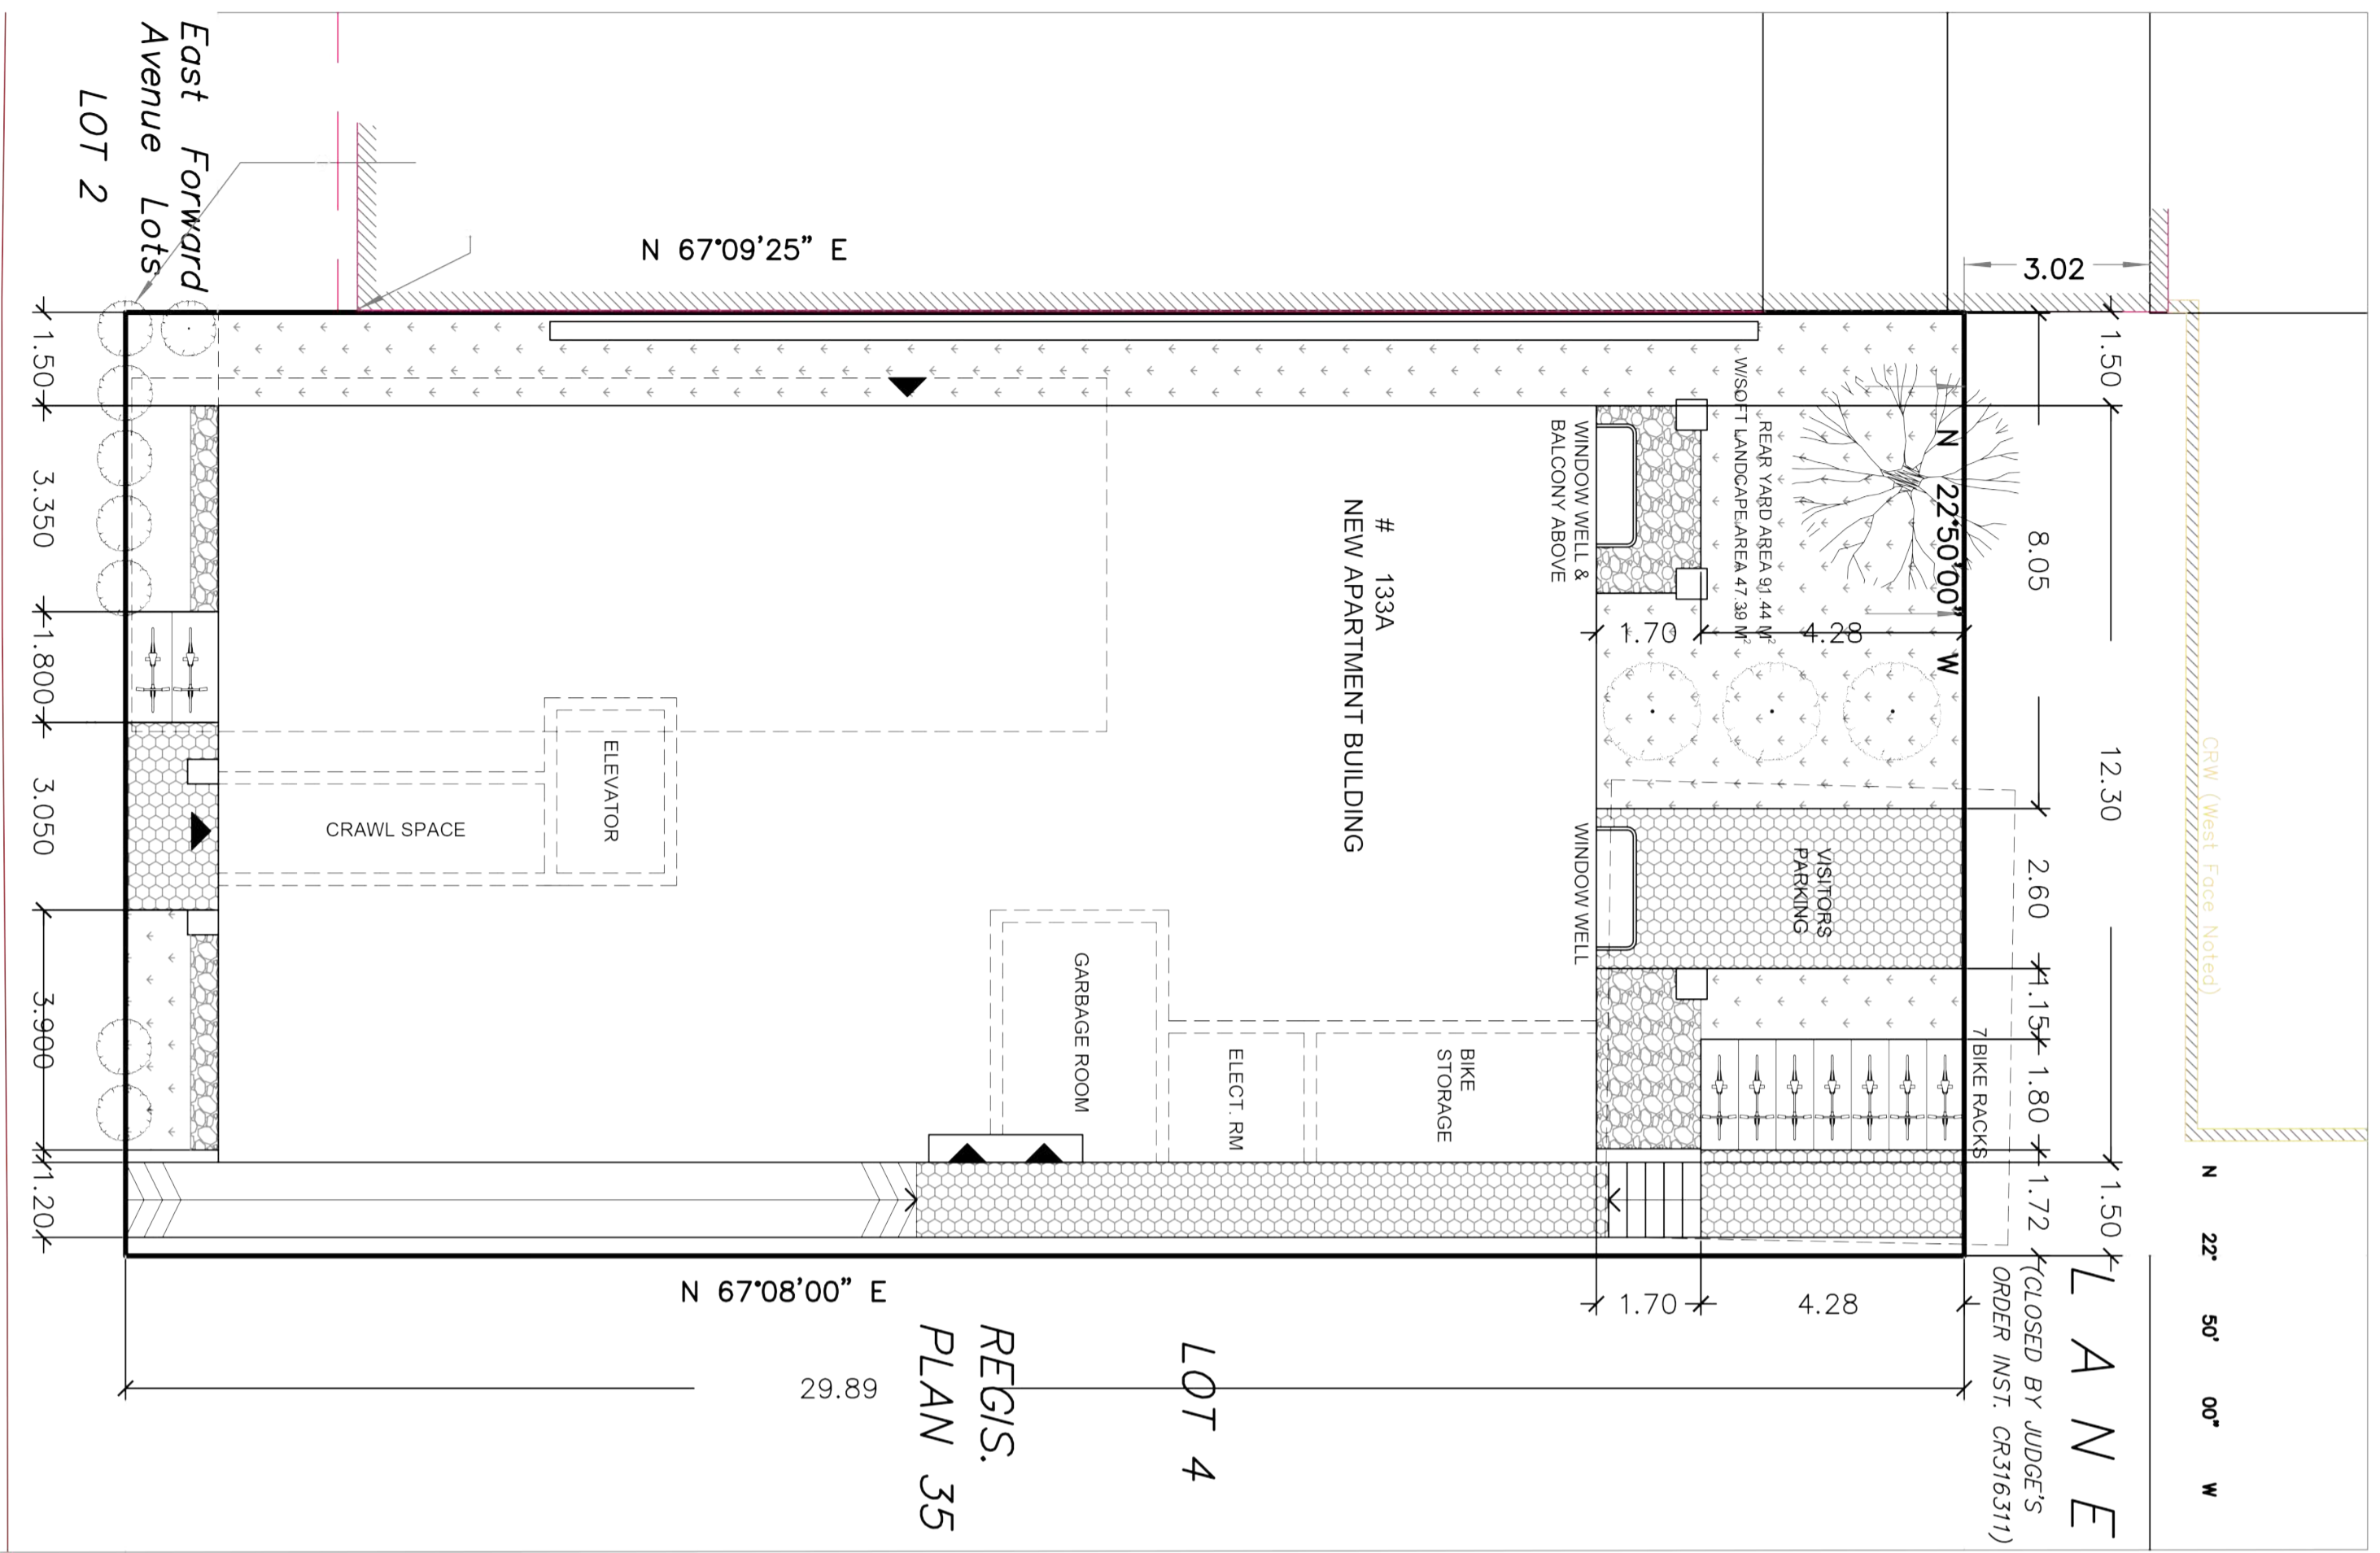 East Forward
Avenue Lots
LOT 2
N 67°09'25" E
3.02
1.50
3.350
1.800
3.050
3.900
1.20
1.50
8.05
12.30
2.60
1.15
1.80
1.72
1.50
N 22°50'00" W
REAR YARD AREA 91.44 M²
W/SOFT LANDCAPE AREA 47.39 M²
WINDOW WELL &
BALCONY ABOVE
1.70
4.28
# 133A
NEW APARTMENT BUILDING
ELEVATOR
CRAWL SPACE
WINDOW WELL
VISITORS
PARKING
GARBAGE ROOM
ELECT. RM
BIKE
STORAGE
7 BIKE RACKS
CRW (West Face Noted)
N 22° 50' 00" W
N 67°08'00" E
1.70
4.28
29.89
REGIS.
PLAN 35
LOT 4
LANE
(CLOSED BY JUDGE'S
ORDER INST. CR316311)